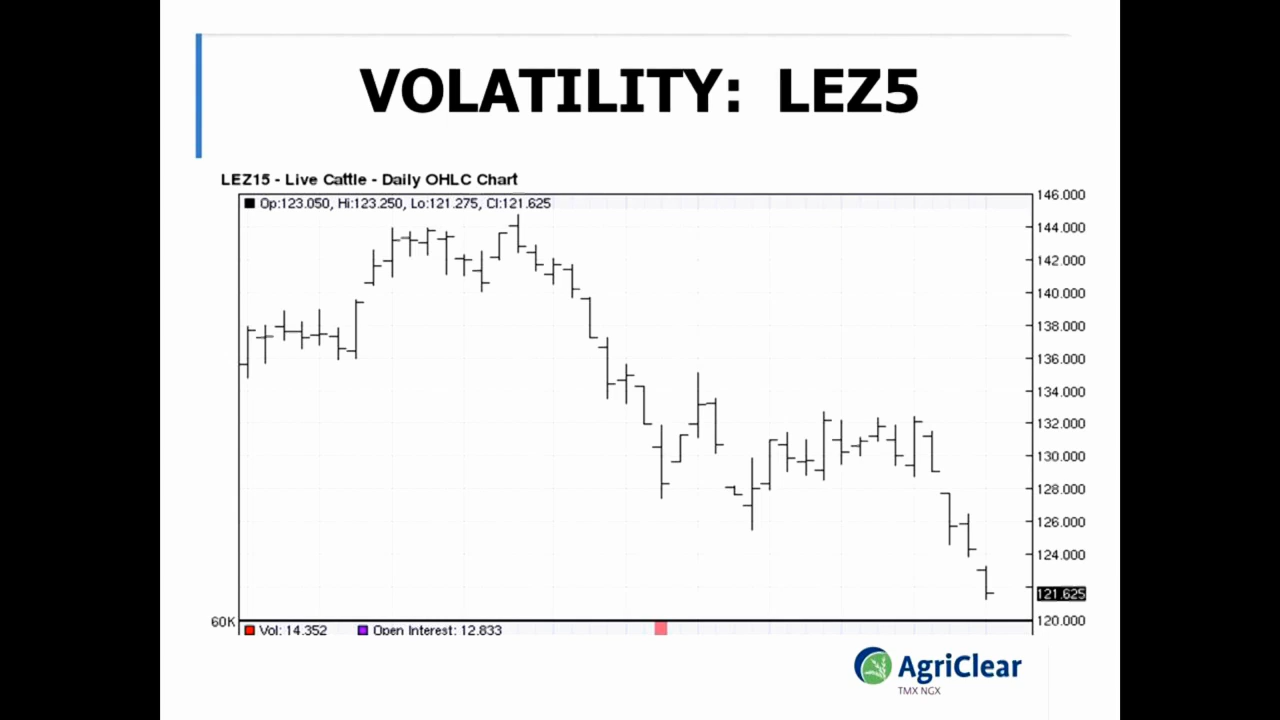 VOLATILITY: LEZ5
LEZ15 - Live Cattle - Daily OHLC Chart
Op:123.050, Hi:123.250, Lo:121.275, Cl:121.625
146.000
144.000
142.000
140.000
138.000
136.000
134.000
132.000
130.000
128.000
126.000
124.000
121.625
120.000
60K
Vol: 14.352
Open Interest: 12.833
AgriClear
TMX NGX